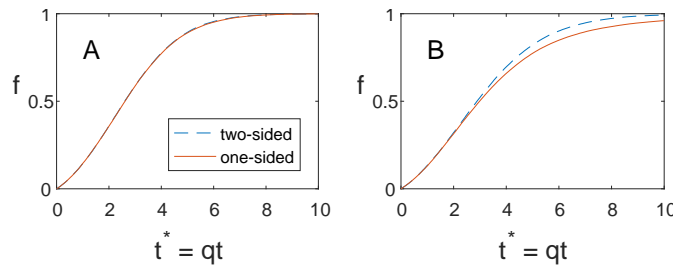 A
f
1
0.5
0
two-sided
one-sided
0 2 4 6 8 10
t* = qt
B
f
1
0.5
0
0 2 4 6 8 10
t* = qt